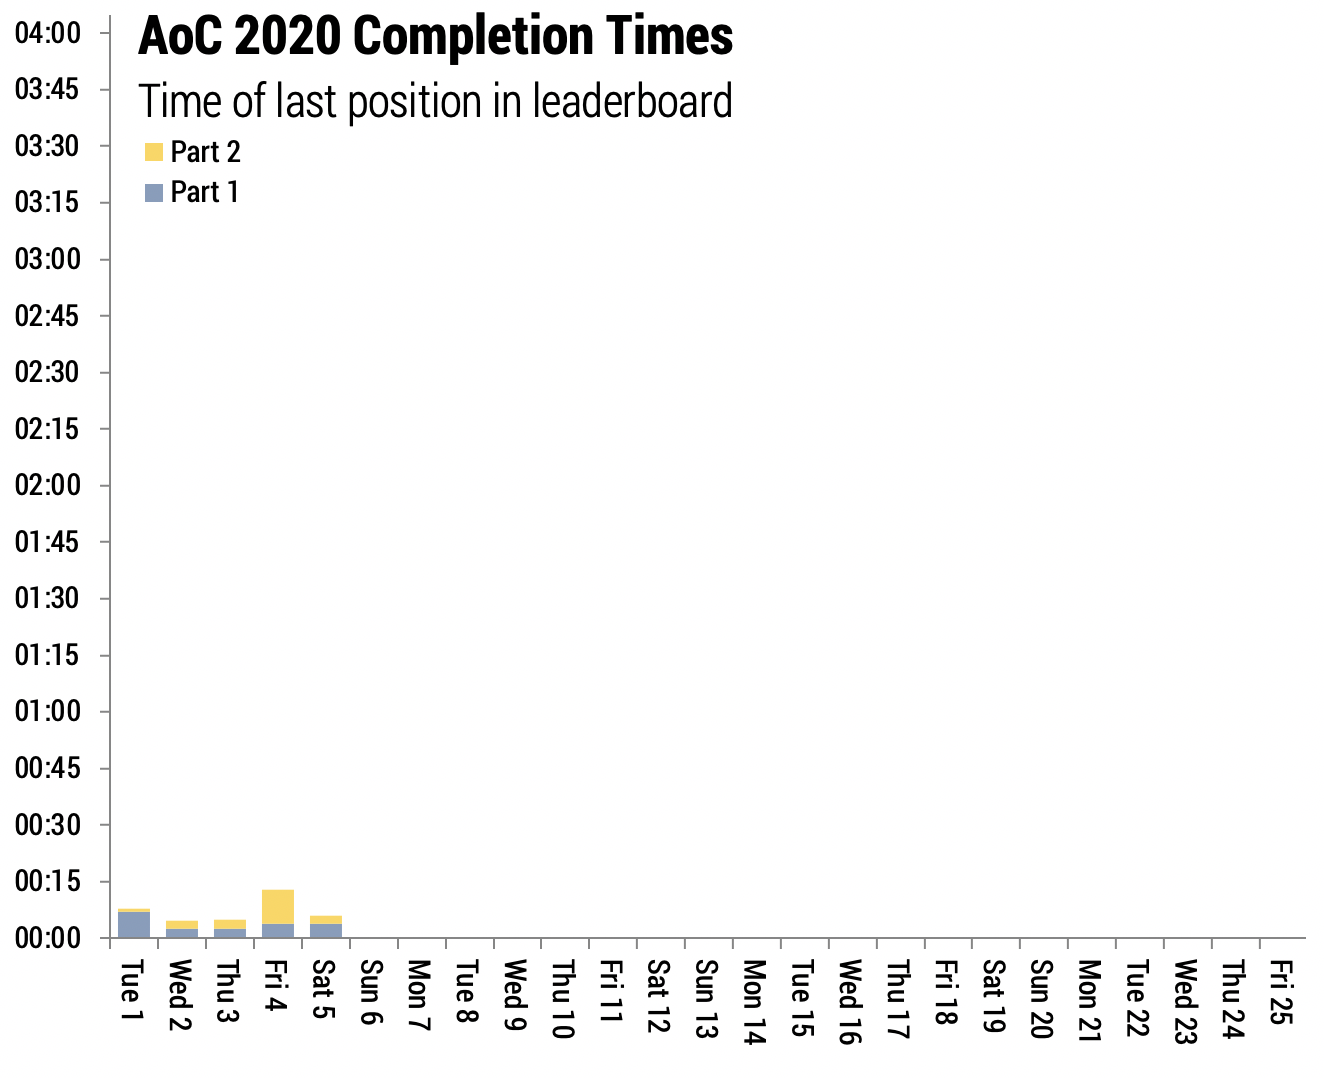 AoC 2020 Completion Times
Time of last position in leaderboard
Part 2
Part 1
04:00
03:45
03:30
03:15
03:00
02:45
02:30
02:15
02:00
01:45
01:30
01:15
01:00
00:45
00:30
00:15
00:00
Tue 1
Wed 2
Thu 3
Fri 4
Sat 5
Sun 6
Mon 7
Tue 8
Wed 9
Thu 10
Fri 11
Sat 12
Sun 13
Mon 14
Tue 15
Wed 16
Thu 17
Fri 18
Sat 19
Sun 20
Mon 21
Tue 22
Wed 23
Thu 24
Fri 25